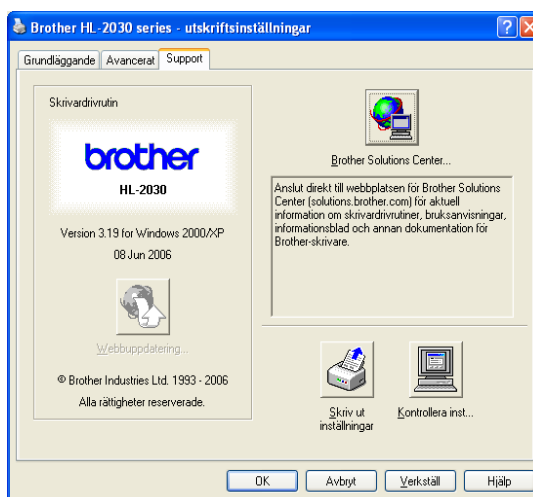 Brother HL-2030 series - utskriftsinställningar
Grundläggande Avancerat Support
Skrivardrivrutin
brother
HL-2030
Version 3.19 for Windows 2000/XP
08 Jun 2006
Webbuppdatering...
© Brother Industries Ltd. 1993 - 2006
Alla rättigheter reserverade.
Brother Solutions Center...
Anslut direkt till webbplatsen för Brother Solutions
Center (solutions.brother.com) för aktuell
information om skrivardrivrutiner, bruksanvisningar,
informationsblad och annan dokumentation för
Brother-skrivare.
Skriv ut
inställningar
Kontrollera inst...
OK Avbryt Verkställ Hjälp